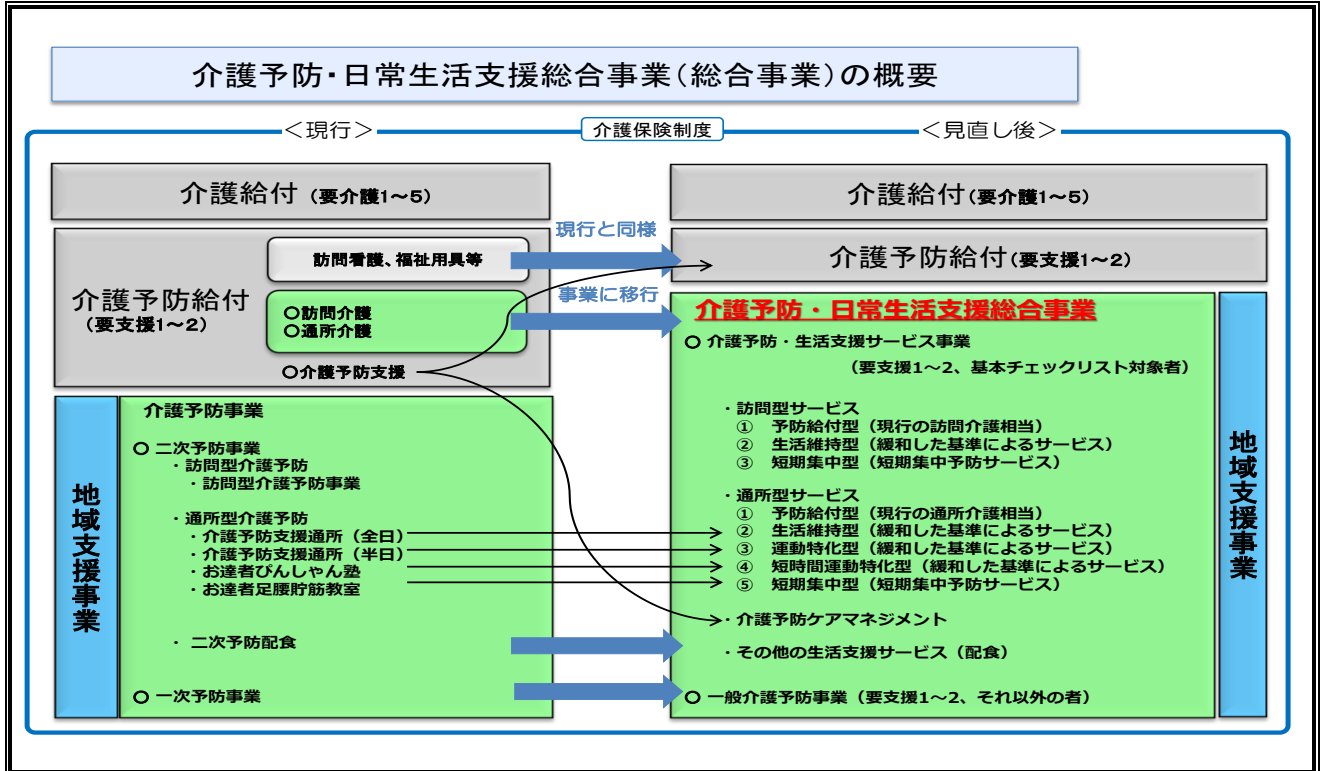 介護予防・日常生活支援総合事業(総合事業)の概要
＜現行＞
介護保険制度
＜見直し後＞
介護給付（要介護1～5）
訪問看護、福祉用具等
介護予防給付
（要支援1～2）
○訪問介護
○通所介護
○介護予防支援
地域支援事業
介護予防事業
○ 二次予防事業
・訪問型介護予防
・訪問型介護予防事業
・通所型介護予防
・介護予防支援通所（全日）
・介護予防支援通所（半日）
・お達者ぴんしゃん塾
・お達者足腰貯筋教室
・ 二次予防配食
○ 一次予防事業
現行と同様
事業に移行
介護給付(要介護1～5)
介護予防給付(要支援1～2)
介護予防・日常生活支援総合事業
○ 介護予防・生活支援サービス事業
（要支援1～2、基本チェックリスト対象者）
・訪問型サービス
① 予防給付型（現行の訪問介護相当）
② 生活維持型（緩和した基準によるサービス）
③ 短期集中型（短期集中予防サービス）
・通所型サービス
① 予防給付型（現行の通所介護相当）
② 生活維持型（緩和した基準によるサービス）
③ 運動特化型（緩和した基準によるサービス）
④ 短時間運動特化型（緩和した基準によるサービス）
⑤ 短期集中型（短期集中予防サービス）
・介護予防ケアマネジメント
・その他の生活支援サービス（配食）
○ 一般介護予防事業（要支援1～2、それ以外の者）
地域支援事業